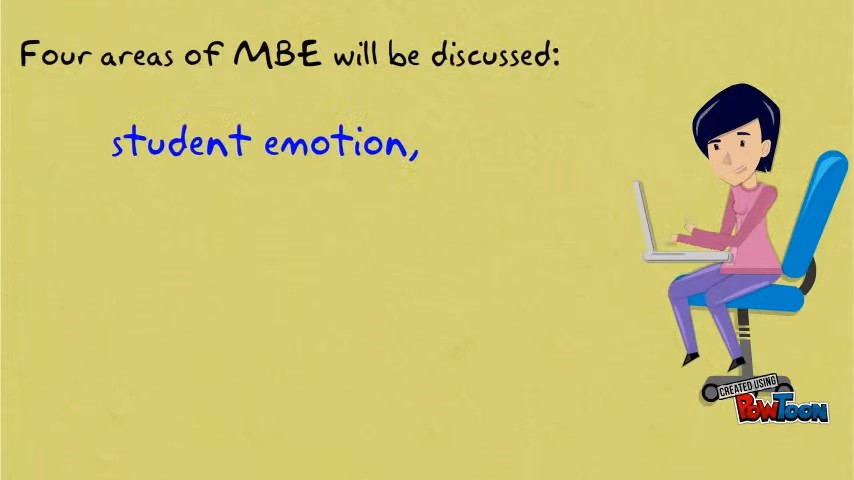 Four areas of MBE will be discussed:
student emotion,
CREATED USING
PowToon